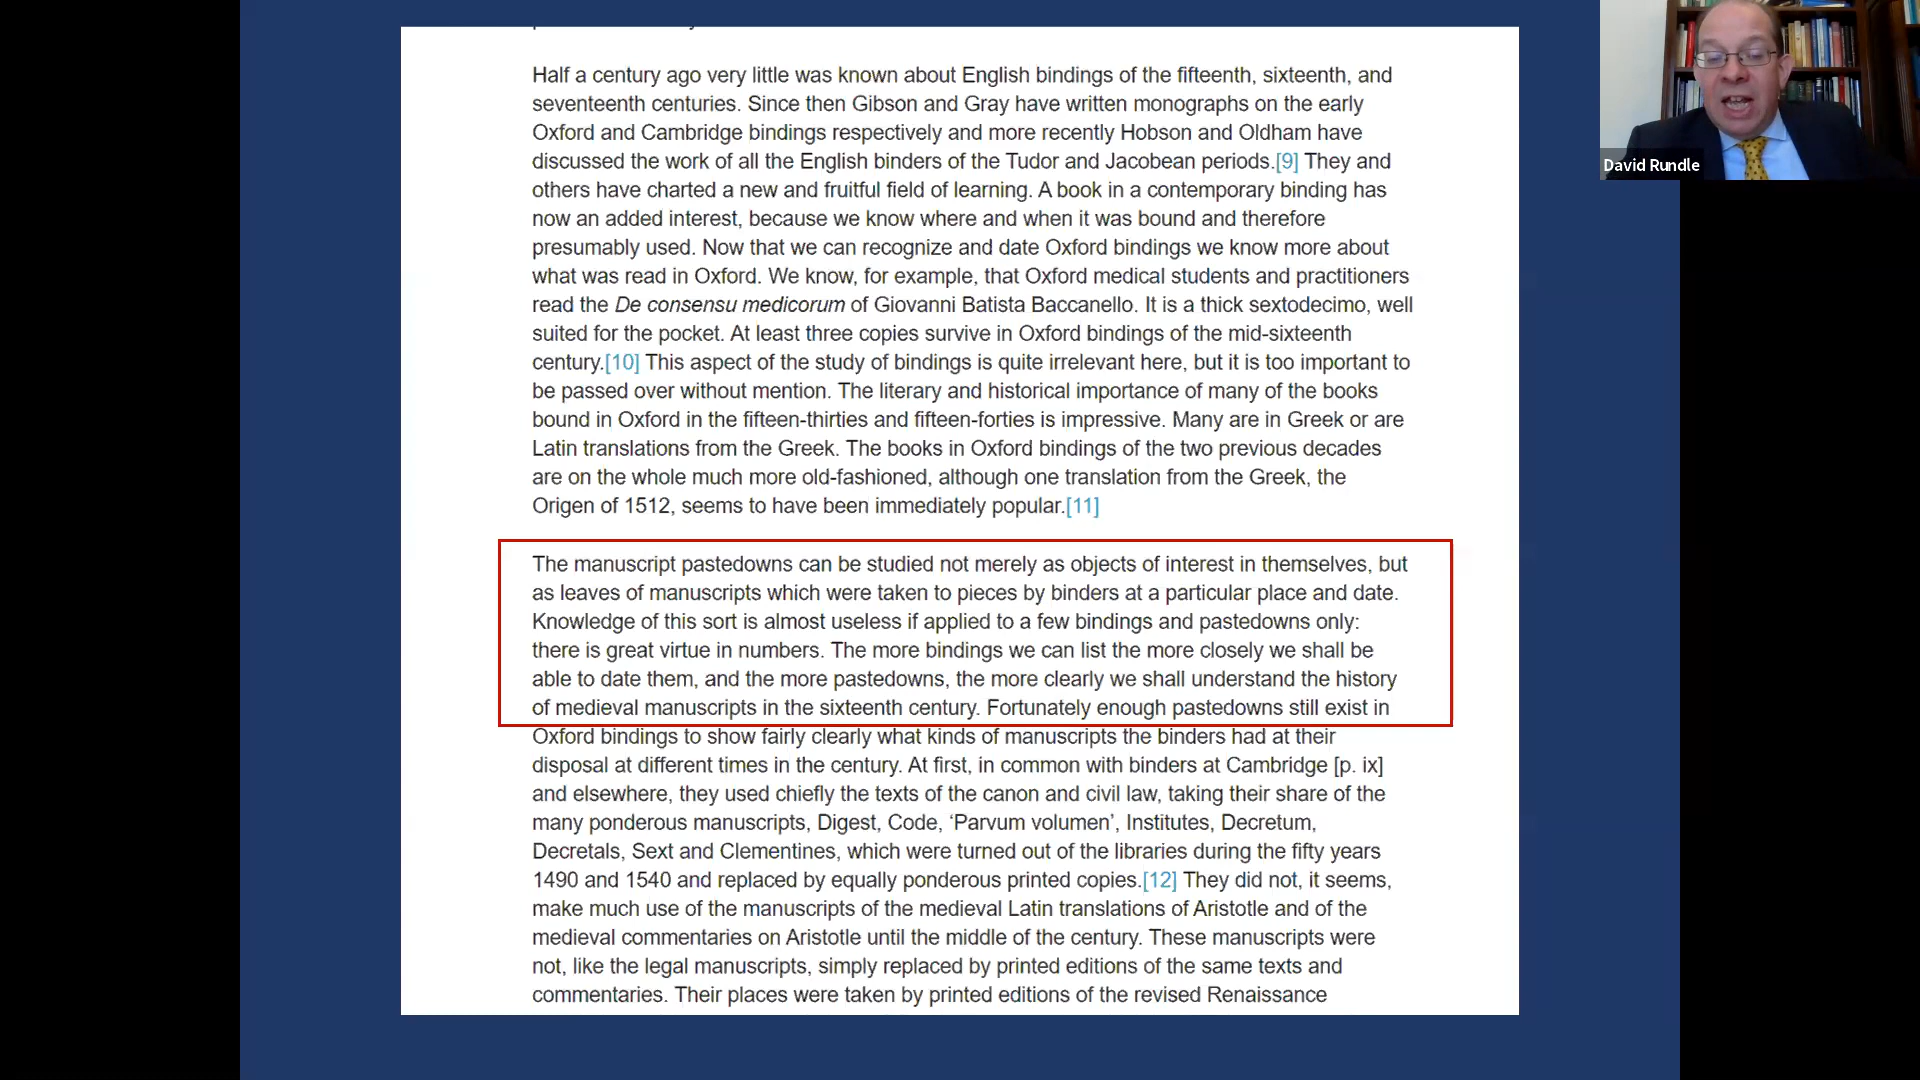 Half a century ago very little was known about English bindings of the fifteenth, sixteenth, and
seventeenth centuries. Since then Gibson and Gray have written monographs on the early
Oxford and Cambridge bindings respectively and more recently Hobson and Oldham have
discussed the work of all the English binders of the Tudor and Jacobean periods.[9] They and
others have charted a new and fruitful field of learning. A book in a contemporary binding has
now an added interest, because we know where and when it was bound and therefore
presumably used. Now that we can recognize and date Oxford bindings we know more about
what was read in Oxford. We know, for example, that Oxford medical students and practitioners
read the De consensu medicorum of Giovanni Batista Baccanello. It is a thick sextodecimo, well
suited for the pocket. At least three copies survive in Oxford bindings of the mid-sixteenth
century.[10] This aspect of the study of bindings is quite irrelevant here, but it is too important to
be passed over without mention. The literary and historical importance of many of the books
bound in Oxford in the fifteen-thirties and fifteen-forties is impressive. Many are in Greek or are
Latin translations from the Greek. The books in Oxford bindings of the two previous decades
are on the whole much more old-fashioned, although one translation from the Greek, the
Origen of 1512, seems to have been immediately popular.[11]
The manuscript pastedowns can be studied not merely as objects of interest in themselves, but
as leaves of manuscripts which were taken to pieces by binders at a particular place and date.
Knowledge of this sort is almost useless if applied to a few bindings and pastedowns only:
there is great virtue in numbers. The more bindings we can list the more closely we shall be
able to date them, and the more pastedowns, the more clearly we shall understand the history
of medieval manuscripts in the sixteenth century. Fortunately enough pastedowns still exist in
Oxford bindings to show fairly clearly what kinds of manuscripts the binders had at their
disposal at different times in the century. At first, in common with binders at Cambridge [p. ix]
and elsewhere, they used chiefly the texts of the canon and civil law, taking their share of the
many ponderous manuscripts, Digest, Code, ‘Parvum volumen’, Institutes, Decretum,
Decretals, Sext and Clementines, which were turned out of the libraries during the fifty years
1490 and 1540 and replaced by equally ponderous printed copies.[12] They did not, it seems,
make much use of the manuscripts of the medieval Latin translations of Aristotle and of the
medieval commentaries on Aristotle until the middle of the century. These manuscripts were
not, like the legal manuscripts, simply replaced by printed editions of the same texts and
commentaries. Their places were taken by printed editions of the revised Renaissance
David Rundle